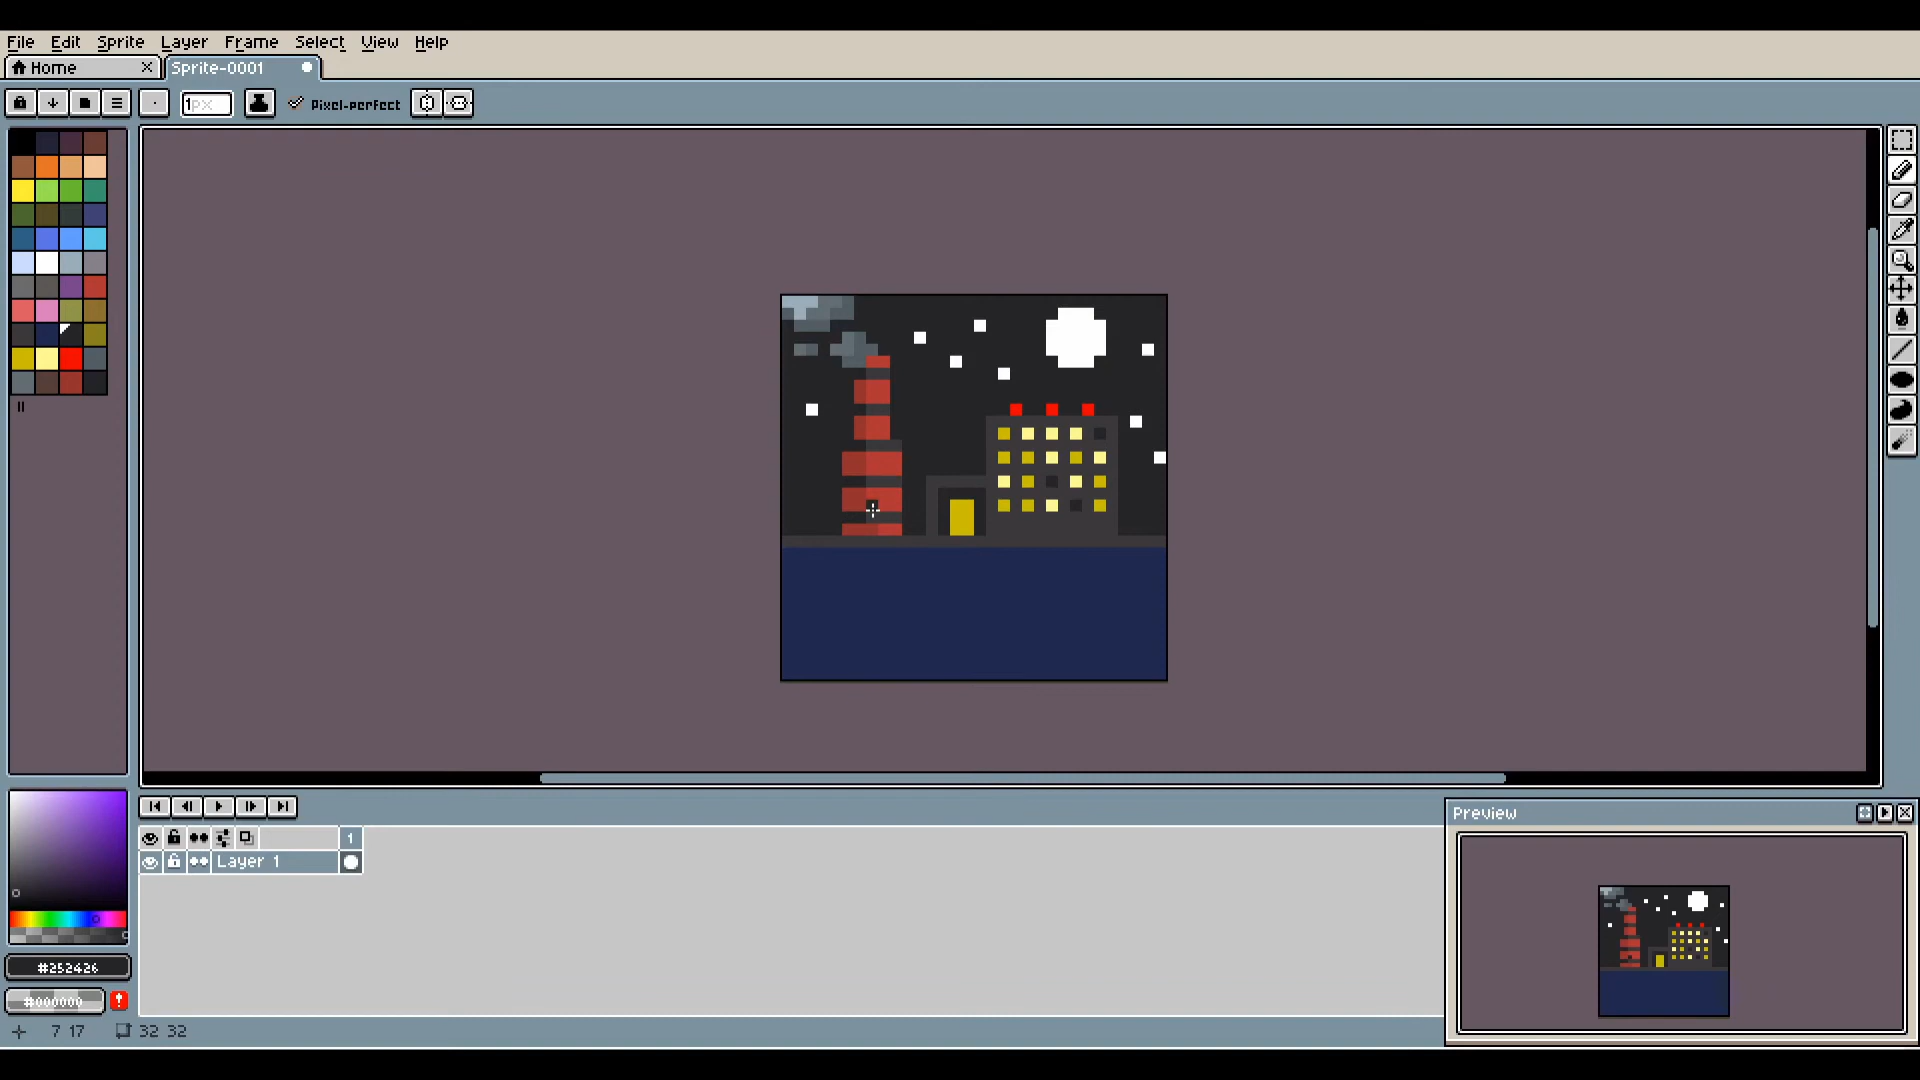 File Edit Sprite Layer Frame Select View Help
Home Sprite-0001
1px Pixel-perfect
1
Layer 1
Preview
#252426
#000000
7 17 32 32